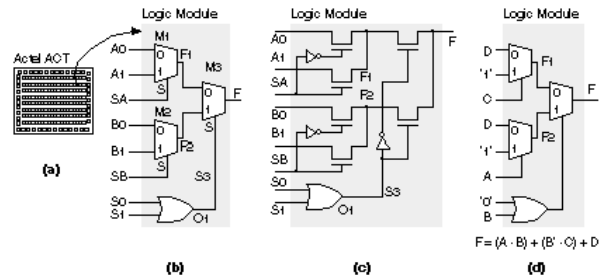 Actel ACT
(a)
Logic Module
M1
A0
0
F1
M3
A1
1
SA
S
0
F
1
M2
B0
0
S
B1
1
F2
SB
S
S3
S0
S1
O1
(b)
Logic Module
A0
F
A1
F1
SA
F2
B0
B1
SB
S0
S3
S1
O1
(c)
Logic Module
D
0
F1
'1'
1
F
C
0
D
0
1
'1'
1
F2
A
'0'
B
F = (A · B) + (B' · C) + D
(d)